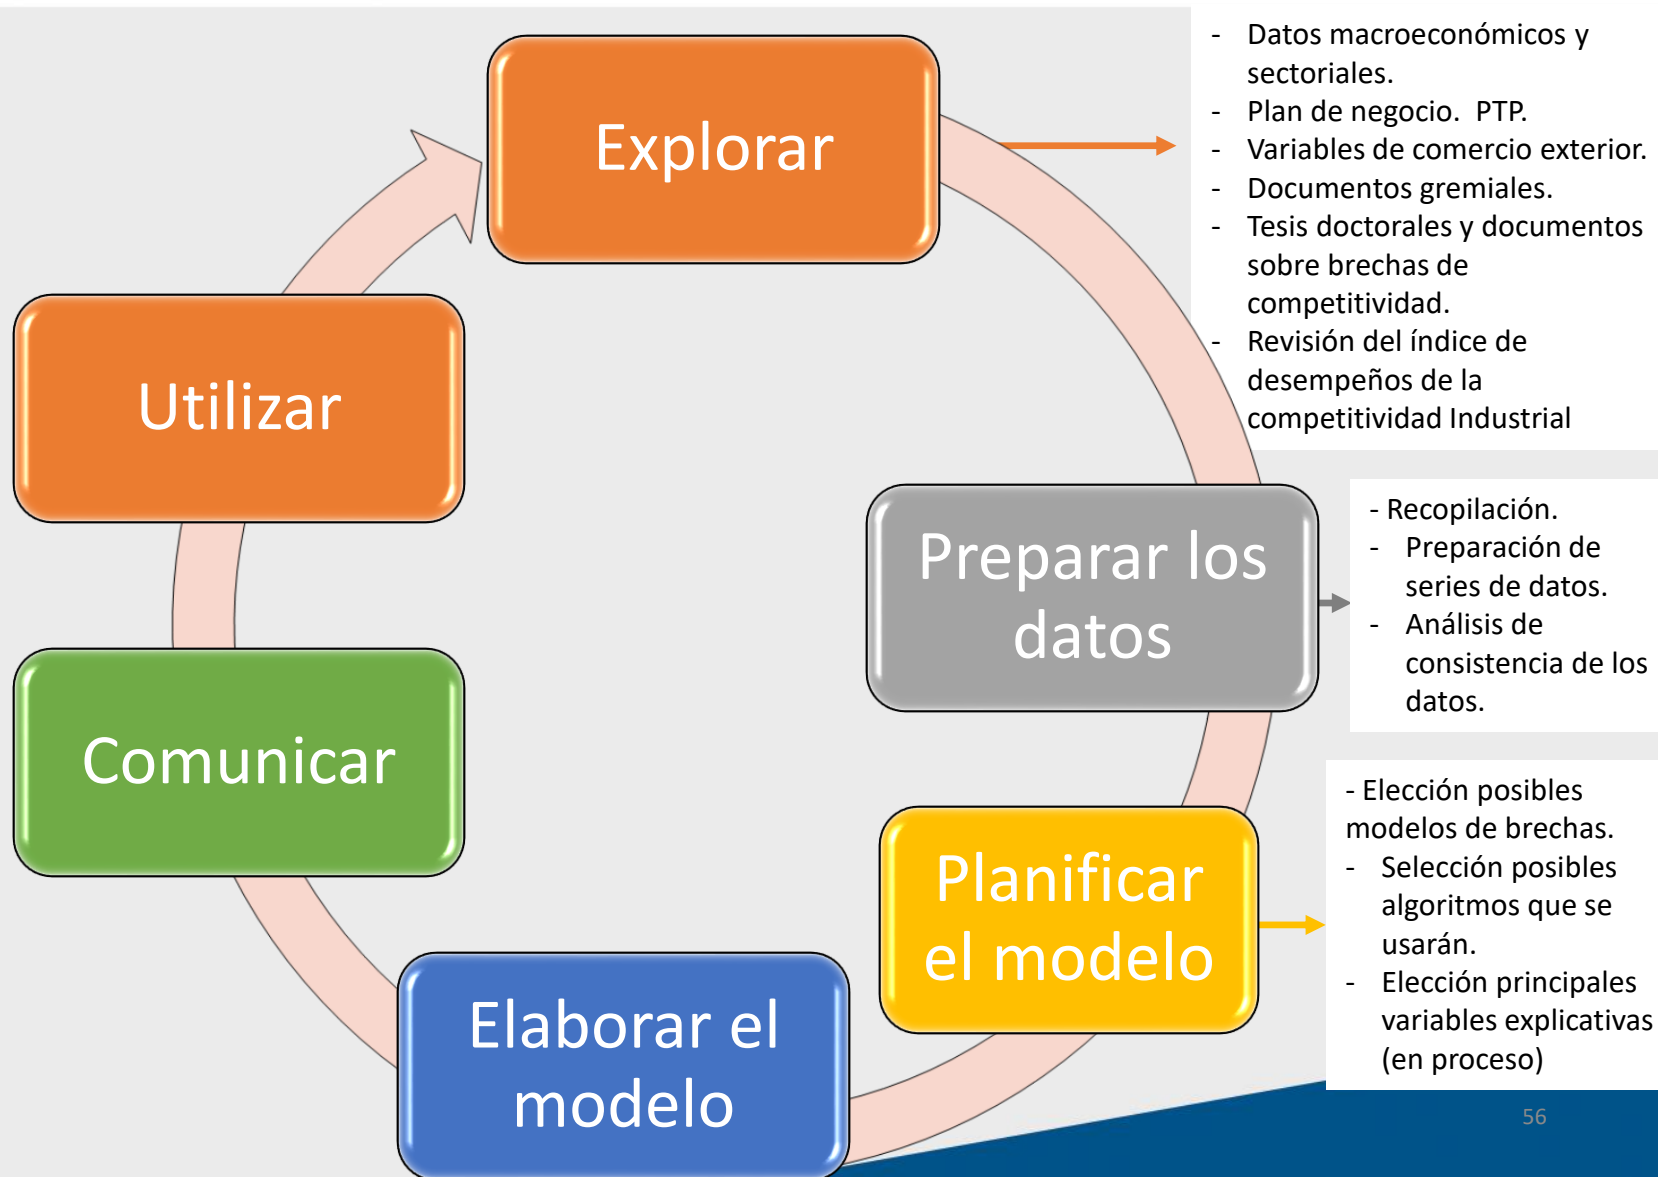 Explorar
- Datos macroeconómicos y
sectoriales.
- Plan de negocio. PTP.
- Variables de comercio exterior.
- Documentos gremiales.
- Tesis doctorales y documentos
sobre brechas de
competitividad.
- Revisión del índice de
desempeños de la
competitividad Industrial
Preparar los
datos
- Recopilación.
- Preparación de
series de datos.
- Análisis de
consistencia de los
datos.
Planificar
el modelo
- Elección posibles
modelos de brechas.
- Selección posibles
algoritmos que se
usarán.
- Elección principales
variables explicativas
(en proceso)
Elaborar el
modelo
Comunicar
Utilizar
56